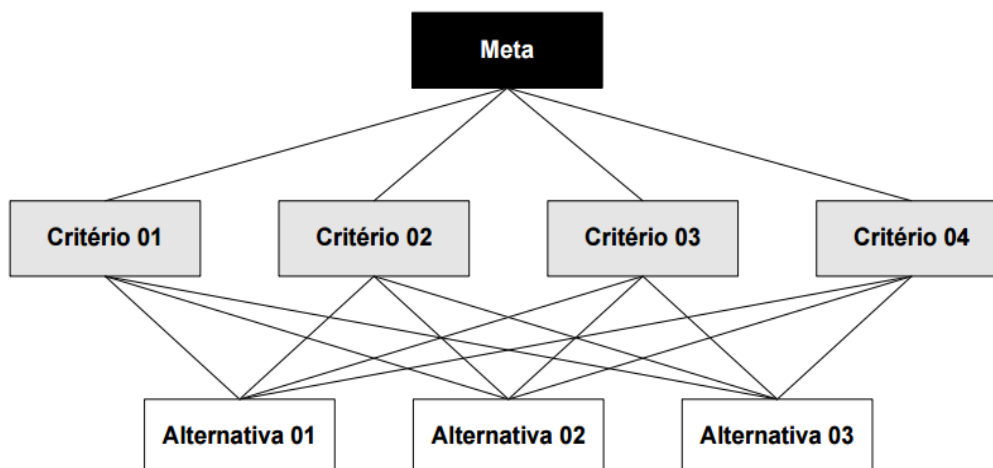 Meta
Critério 01
Critério 02
Critério 03
Critério 04
Alternativa 01
Alternativa 02
Alternativa 03